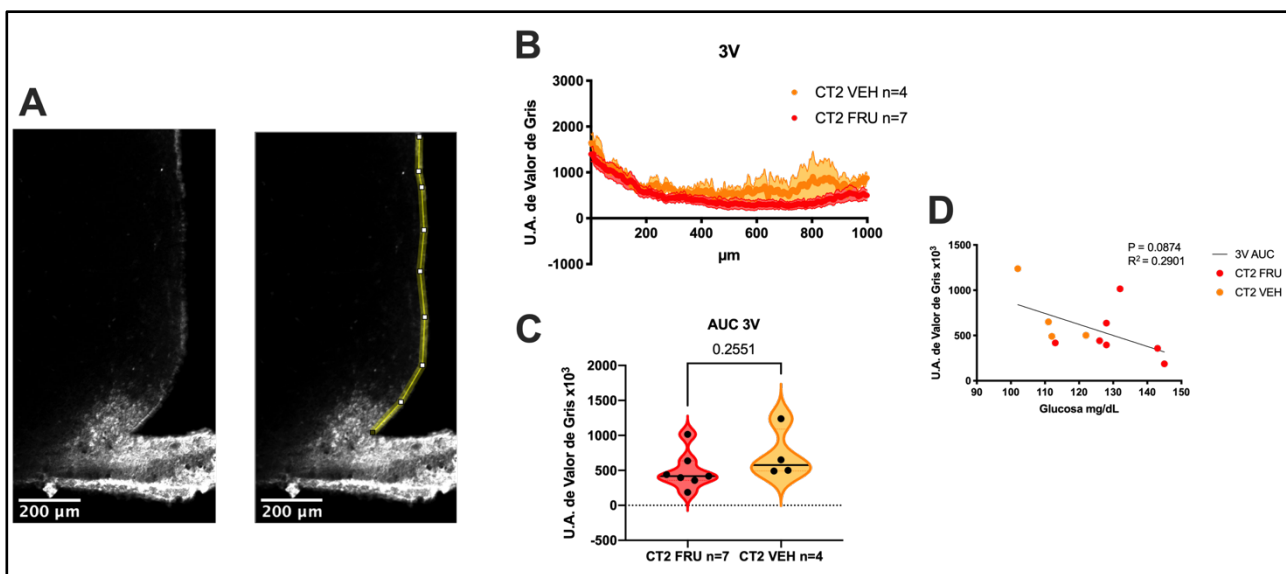 A
200 µm
200 µm
B
3V
U.A. de Valor de Gris
3000
2000
1000
0
-1000
200
400
600
800
1000
µm
CT2 VEH n=4
CT2 FRU n=7
C
AUC 3V
0.2551
U.A. de Valor de Gris x10³
2000
1500
1000
500
0
-500
CT2 FRU n=7
CT2 VEH n=4
D
U.A. de Valor de Gris x10³
1500
1000
500
0
90
100
110
120
130
140
150
Glucosa mg/dL
P = 0.0874
R² = 0.2901
3V AUC
CT2 FRU
CT2 VEH